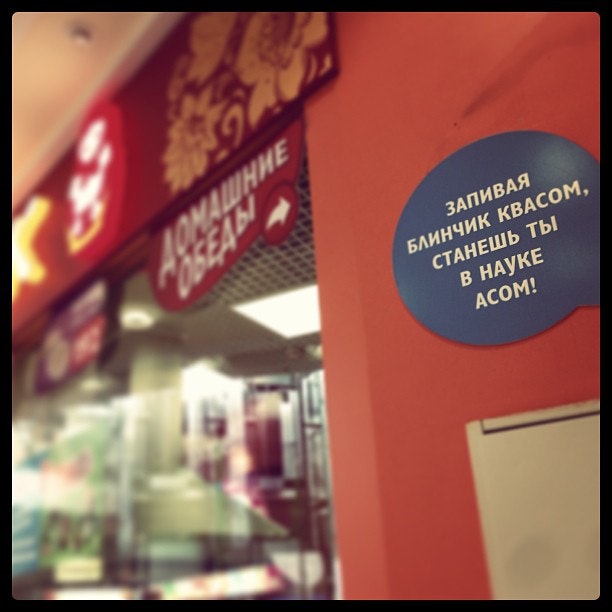 ДОМАШНИЕ
ОБЕДЫ
ЗАПИВАЯ
БЛИНЧИК КВАСОМ,
СТАНЕШЬ ТЫ
В НАУКЕ
АСОМ!